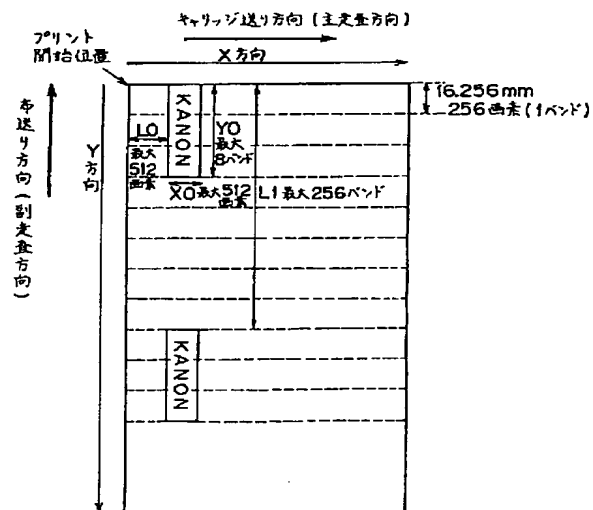 キャリッジ送り方向(主走査方向)
X方向
プリント
開始位置
16.256mm
256画素(1バンド)
布送り方向(副走査方向)
Y方向
L0
最大
512
画素
KANON
Y0
最大
8バンド
X0 最大512
画素
L1 最大256バンド
KANON